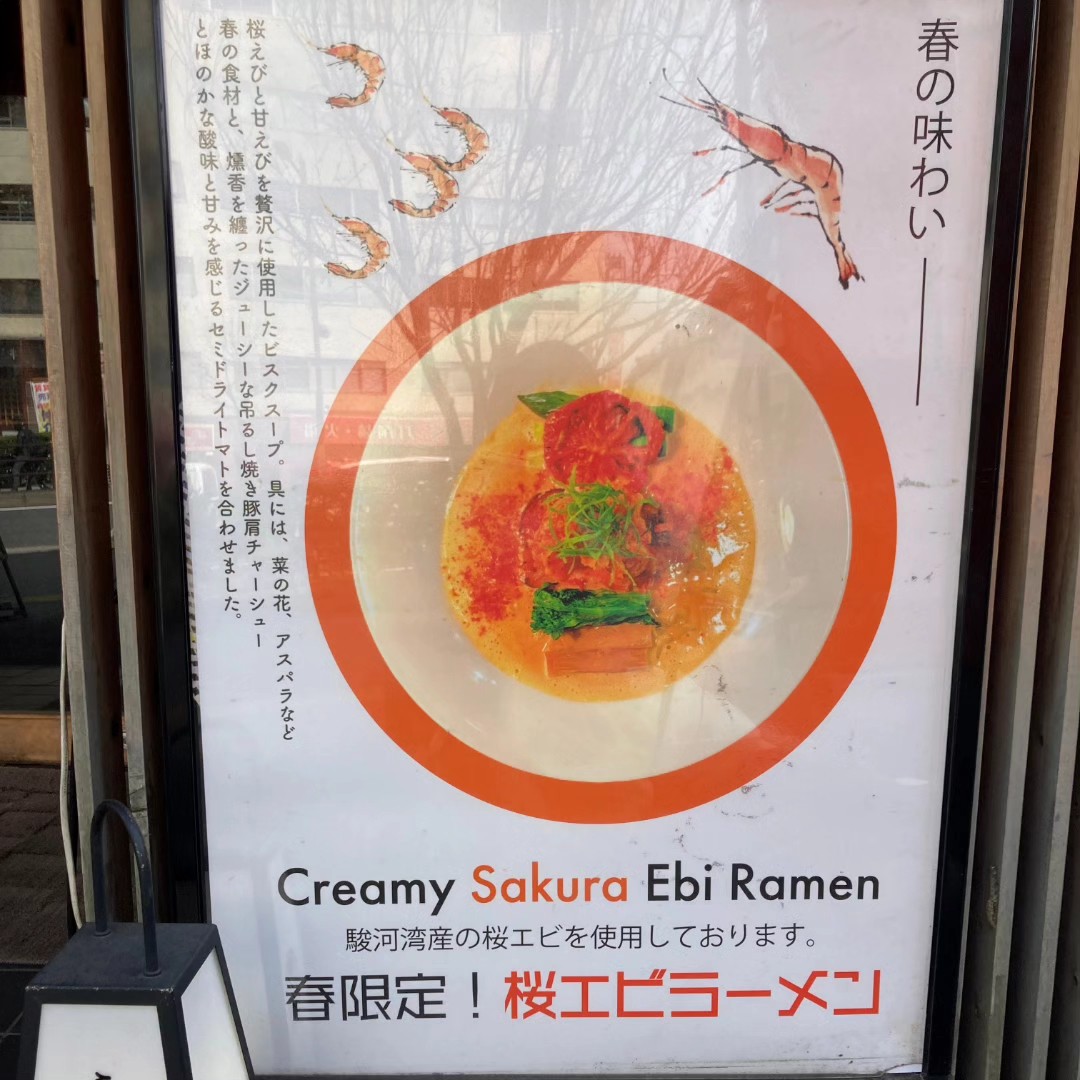 春の味わい
桜えびと甘えびを贅沢に使用したビスクスープ。具には、菜の花、アスパラなど
春の食材と、燻香を纏ったジューシーな吊るし焼き豚肩チャーシュー
とほのかな酸味と甘みを感じるセミドライトマトを合わせました。
Creamy Sakura Ebi Ramen
駿河湾産の桜エビを使用しております。
春限定！桜エビラーメン